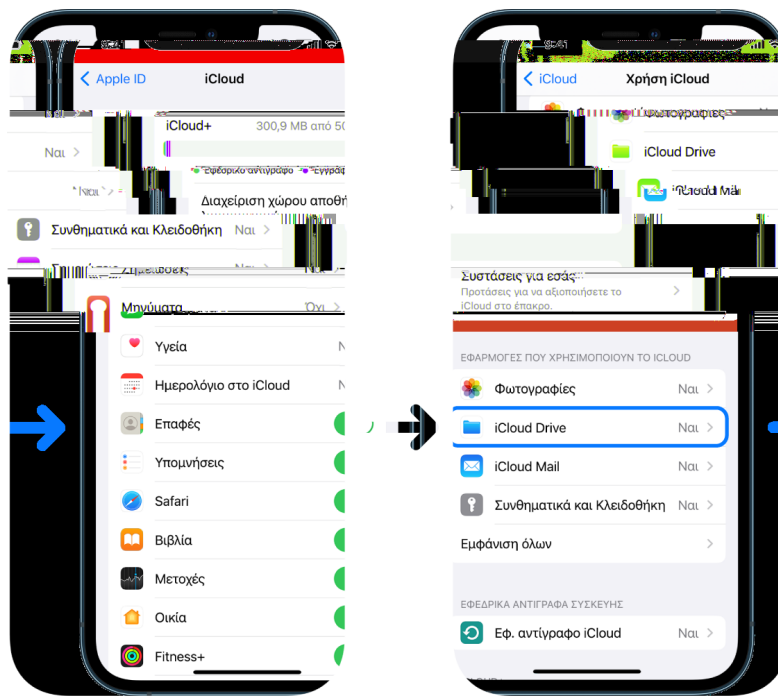 Apple ID
iCloud
iCloud+
300,9 MB από
Ναι
Διαχείριση χώρου
Συνθηματικά και Κλειδοθήκη Ναι
Μηνύματα
Όχι
Υγεία
Ημερολόγιο στο iCloud
Επαφές
Υπομνήσεις
Safari
Βιβλία
Μετοχές
Οικία
Fitness+
9:41
iCloud
Χρήση iCloud
iCloud Drive
Συστάσεις για εσάς
Προτάσεις για να αξιοποιήσετε το
iCloud στο έπακρο.
ΕΦΑΡΜΟΓΕΣ ΠΟΥ ΧΡΗΣΙΜΟΠΟΙΟΥΝ ΤΟ ICLOUD
Φωτογραφίες Ναι
iCloud Drive Ναι
iCloud Mail Ναι
Συνθηματικά και Κλειδοθήκη Ναι
Εμφάνιση όλων
ΕΦΕΔΡΙΚΑ ΑΝΤΙΓΡΑΦΑ ΣΥΣΚΕΥΗΣ
Εφ. αντίγραφο iCloud Ναι